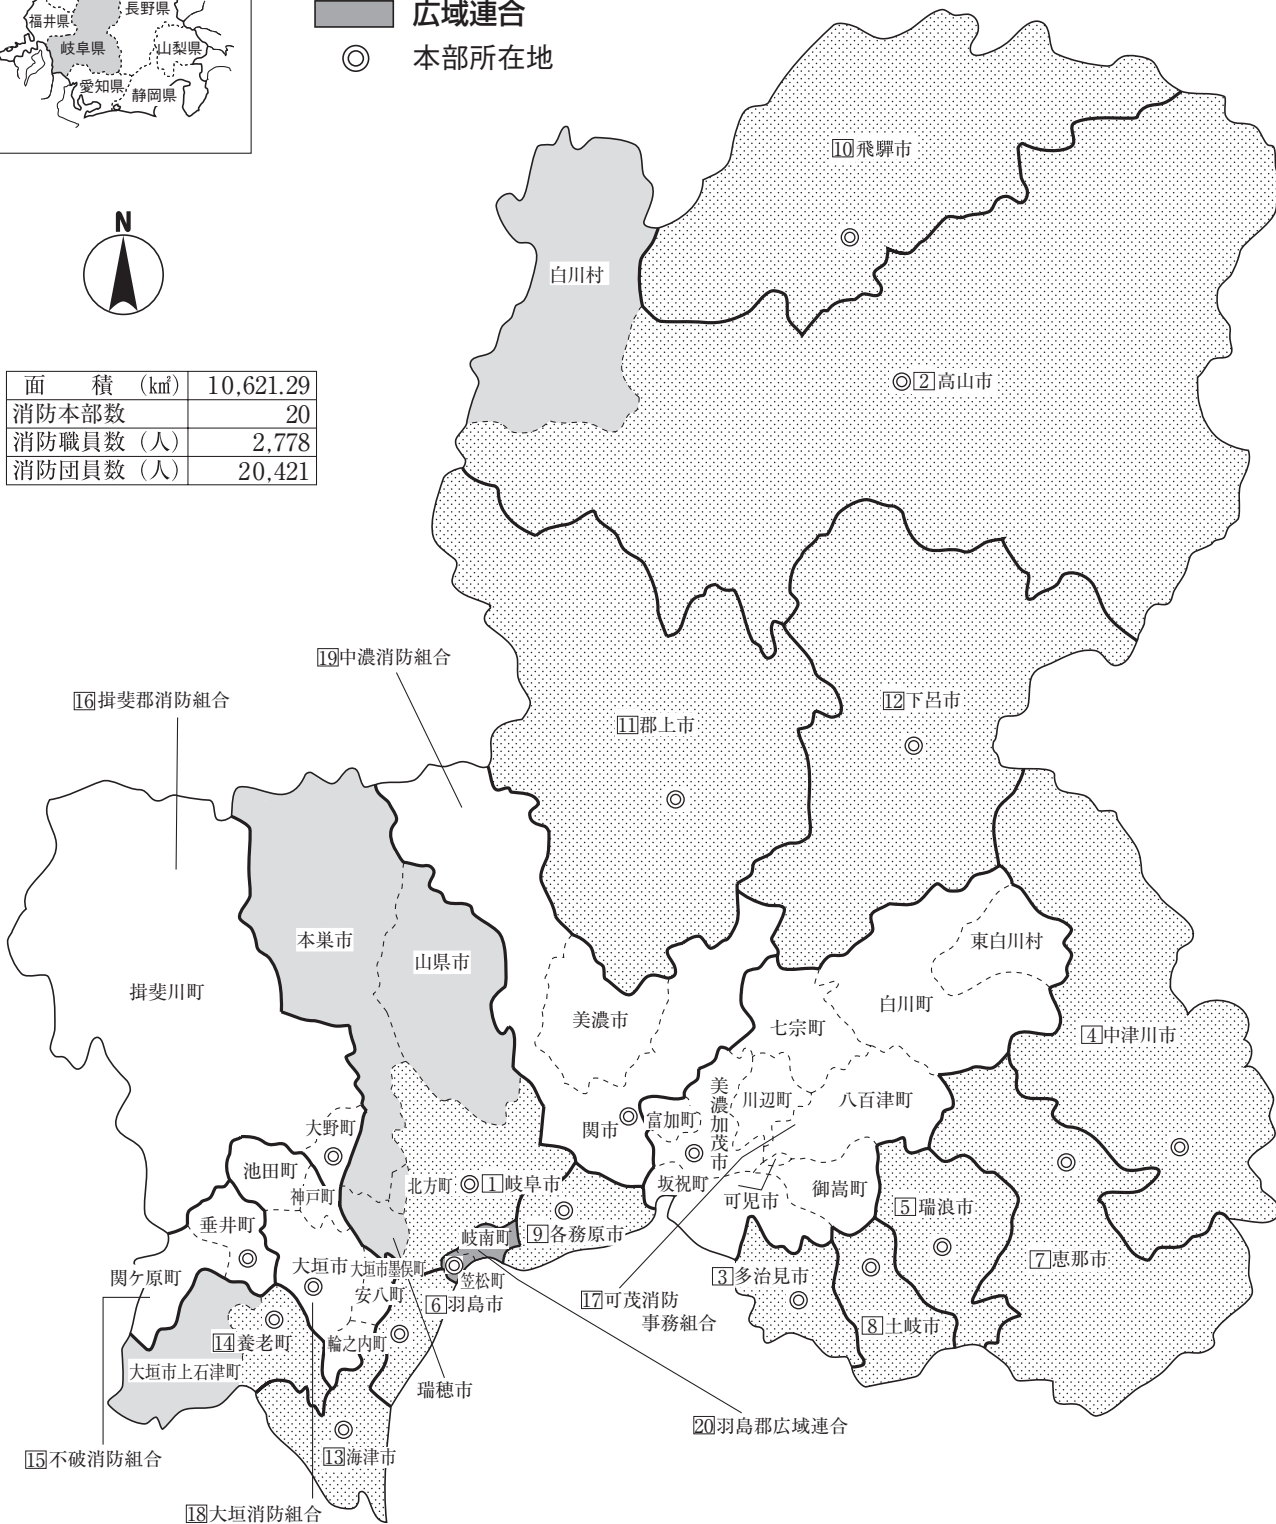 福井県
長野県
岐阜県
山梨県
愛知県
静岡県
広域連合
◎ 本部所在地
N
面 積 (㎢) 10,621.29
消防本部数 20
消防職員数（人） 2,778
消防団員数（人） 20,421
10飛驒市
白川村
2高山市
19中濃消防組合
16揖斐郡消防組合
11郡上市
12下呂市
本巣市
山県市
東白川村
揖斐川町
白川町
美濃市
七宗町
4中津川市
美濃加茂市
川辺町
八百津町
関市
富加町
大野町
池田町
神戸町
北方町
1岐阜市
坂祝町
可児市
御嵩町
5瑞浪市
垂井町
岐南町
9各務原市
7恵那市
関ケ原町
大垣市
大垣市墨俣町
笠松町
3多治見市
安八町
6羽島市
17可茂消防
事務組合
8土岐市
14養老町
輪之内町
大垣市上石津町
瑞穂市
20羽島郡広域連合
15不破消防組合
13海津市
18大垣消防組合